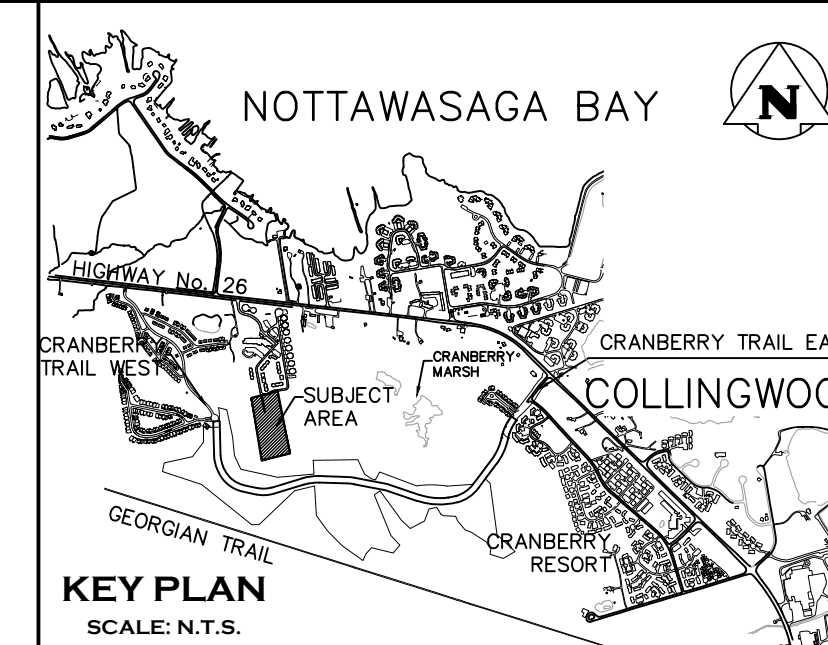 NOTTAWASAGA BAY
N
HIGHWAY No. 26
CRANBERRY
TRAIL WEST
CRANBERRY
MARSH
CRANBERRY TRAIL EA
SUBJECT
AREA
COLLINGWOO
GEORGIAN TRAIL
CRANBERRY
RESORT
KEY PLAN
SCALE: N.T.S.